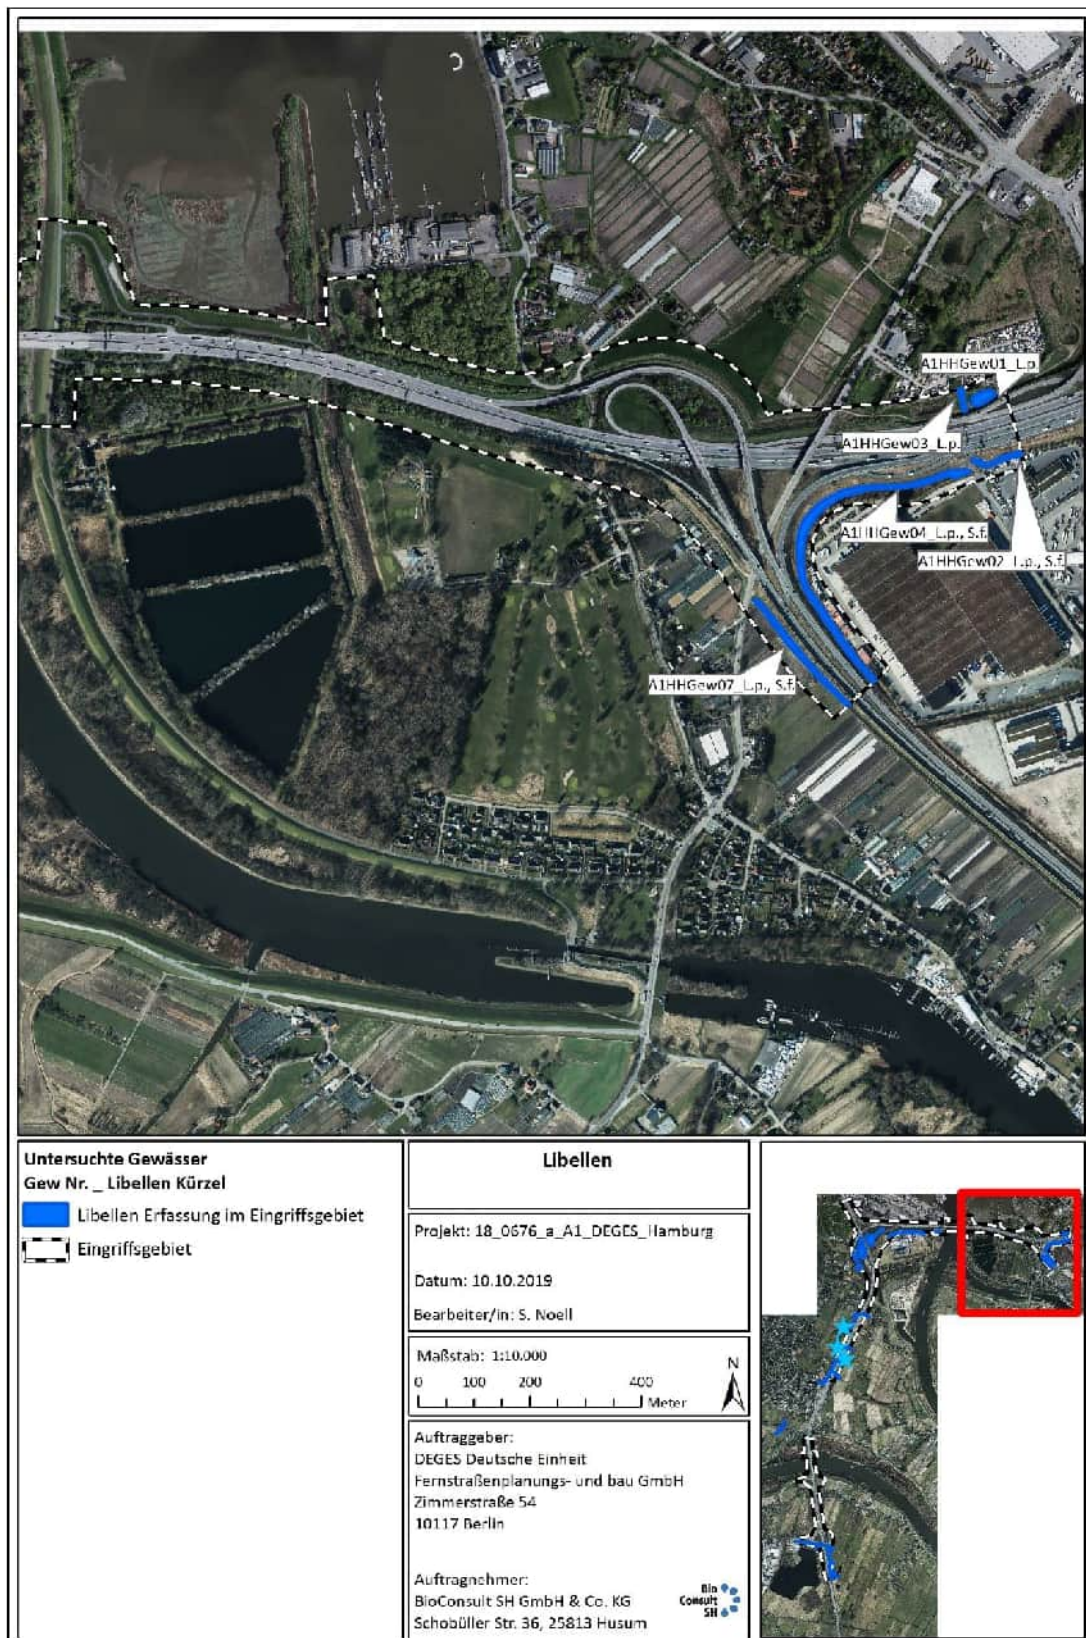 A1HHGew01_L.p.
A1HHGew03_L.p.
A1HHGew04_L.p., S.f.
A1HHGew02_L.p., S.f.
A1HHGew07_L.p., S.f.
Untersuchte Gewässer
Gew Nr. _ Libellen Kürzel
Libellen Erfassung im Eingriffsgebiet
Eingriffsgebiet
Libellen
Projekt: 18_0676_a_A1_DEGES_Hamburg
Datum: 10.10.2019
Bearbeiter/in: S. Noell
Maßstab: 1:10.000
0 100 200 400
Meter
N
Auftraggeber:
DEGES Deutsche Einheit
Fernstraßenplanungs- und bau GmbH
Zimmerstraße 54
10117 Berlin
Auftragnehmer:
BioConsult SH GmbH & Co. KG
Schobüller Str. 36, 25813 Husum
Bio
Consult
SH